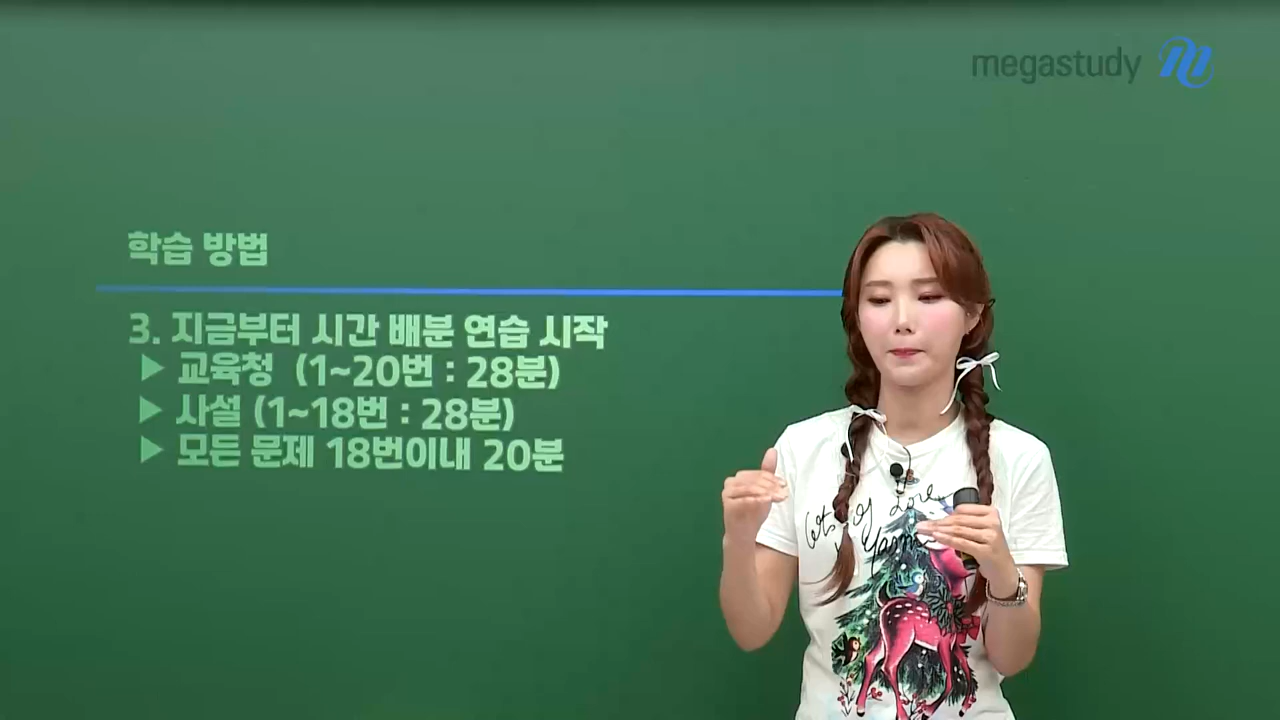 megastudy
학습 방법
3. 지금부터 시간 배분 연습 시작
▶ 교육청 (1~20번 : 28분)
▶ 사설 (1~18번 : 28분)
▶ 모든 문제 18번이내 20분
Love